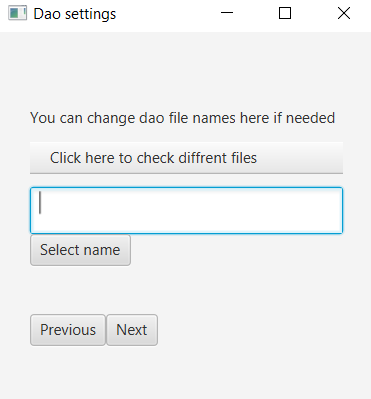 Dao settings
You can change dao file names here if needed
Click here to check diffrent files
Select name
Previous Next